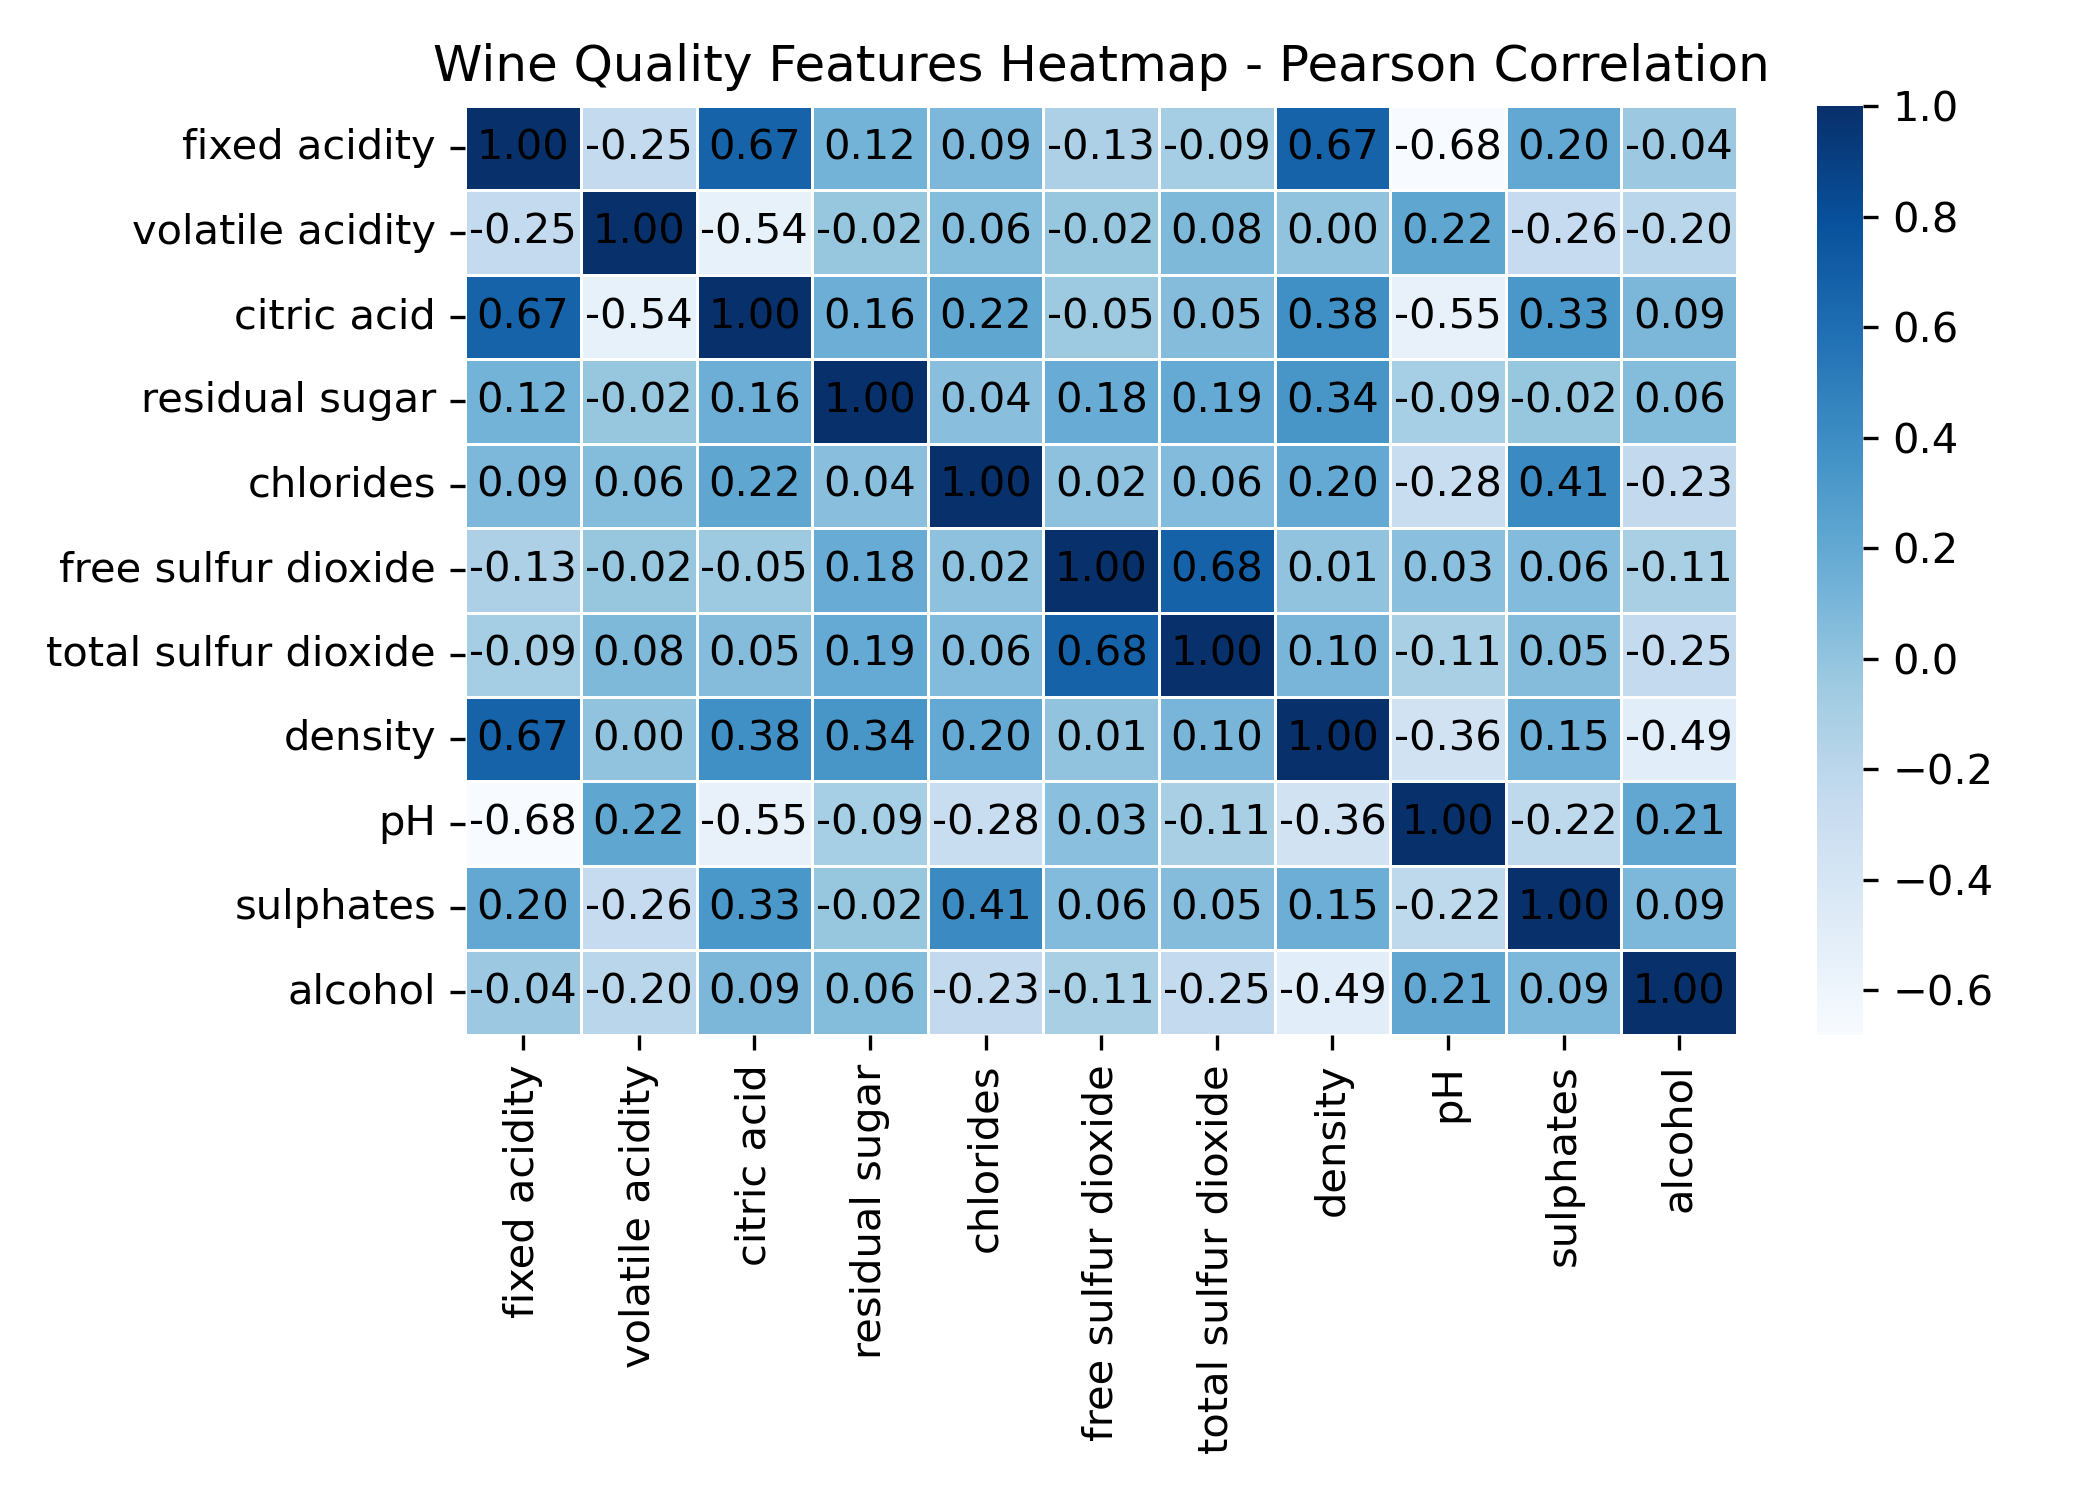 Wine Quality Features Heatmap - Pearson Correlation
fixed acidity 1.00 -0.25 0.67 0.12 0.09 -0.13 -0.09 0.67 -0.68 0.20 -0.04
volatile acidity -0.25 1.00 -0.54 -0.02 0.06 -0.02 0.08 0.00 0.22 -0.26 -0.20
citric acid 0.67 -0.54 1.00 0.16 0.22 -0.05 0.05 0.38 -0.55 0.33 0.09
residual sugar 0.12 -0.02 0.16 1.00 0.04 0.18 0.19 0.34 -0.09 -0.02 0.06
chlorides 0.09 0.06 0.22 0.04 1.00 0.02 0.06 0.20 -0.28 0.41 -0.23
free sulfur dioxide -0.13 -0.02 -0.05 0.18 0.02 1.00 0.68 0.01 0.03 0.06 -0.11
total sulfur dioxide -0.09 0.08 0.05 0.19 0.06 0.68 1.00 0.10 -0.11 0.05 -0.25
density 0.67 0.00 0.38 0.34 0.20 0.01 0.10 1.00 -0.36 0.15 -0.49
pH -0.68 0.22 -0.55 -0.09 -0.28 0.03 -0.11 -0.36 1.00 -0.22 0.21
sulphates 0.20 -0.26 0.33 -0.02 0.41 0.06 0.05 0.15 -0.22 1.00 0.09
alcohol -0.04 -0.20 0.09 0.06 -0.23 -0.11 -0.25 -0.49 0.21 0.09 1.00
fixed acidity
volatile acidity
citric acid
residual sugar
chlorides
free sulfur dioxide
total sulfur dioxide
density
pH
sulphates
alcohol
1.0
0.8
0.6
0.4
0.2
0.0
−0.2
−0.4
−0.6